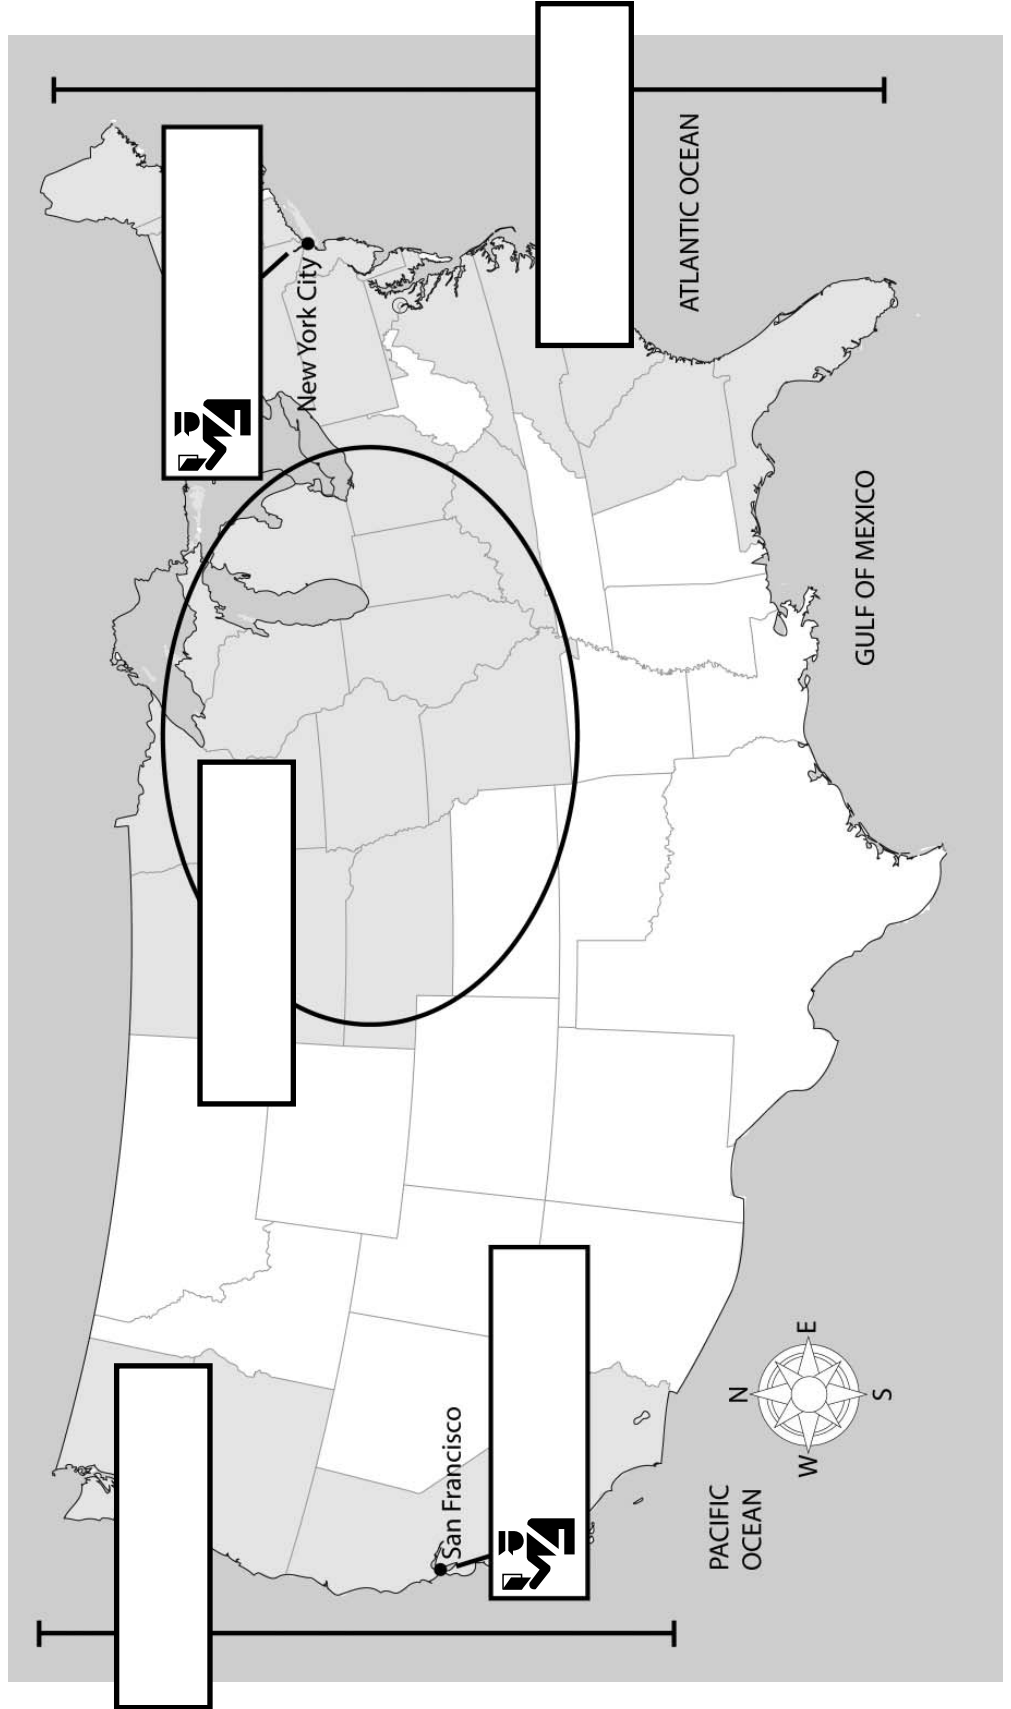 New York City
ATLANTIC OCEAN
GULF OF MEXICO
San Francisco
PACIFIC
OCEAN
N
E
S
W